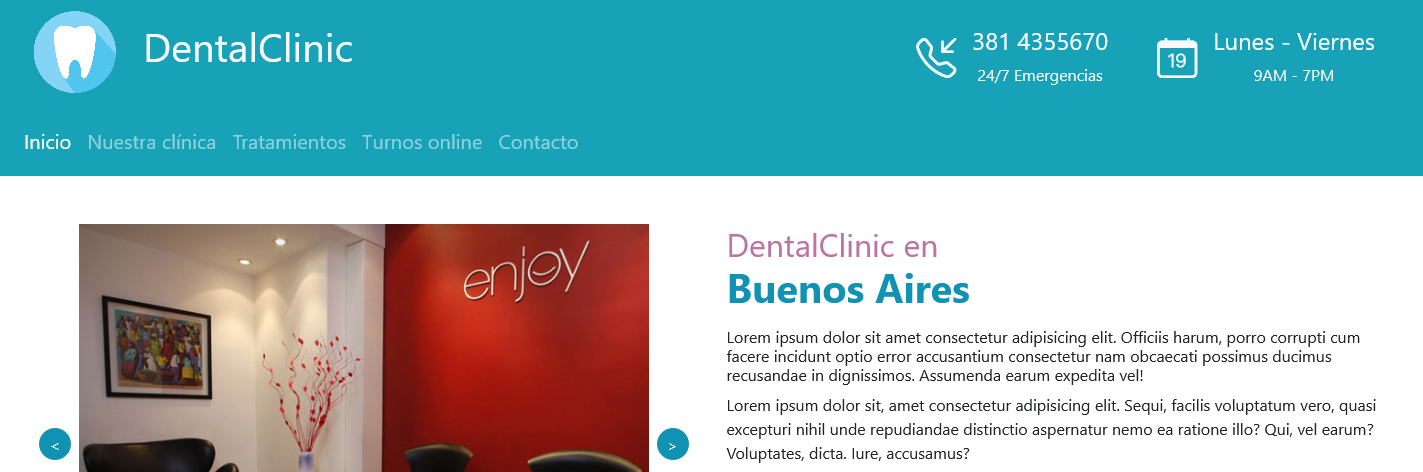 DentalClinic
381 4355670
24/7 Emergencias
19
Lunes - Viernes
9AM - 7PM
Inicio Nuestra clínica Tratamientos Turnos online Contacto
enjoy
< >
DentalClinic en
Buenos Aires
Lorem ipsum dolor sit amet consectetur adipisicing elit. Officiis harum, porro corrupti cum
facere incidunt optio error accusantium consectetur nam obcaecati possimus ducimus
recusandae in dignissimos. Assumenda earum expedita vel!
Lorem ipsum dolor sit, amet consectetur adipisicing elit. Sequi, facilis voluptatum vero, quasi
excepturi nihil unde repudiandae distinctio aspernatur nemo ea ratione illo? Qui, vel earum?
Voluptates, dicta. Iure, accusamus?